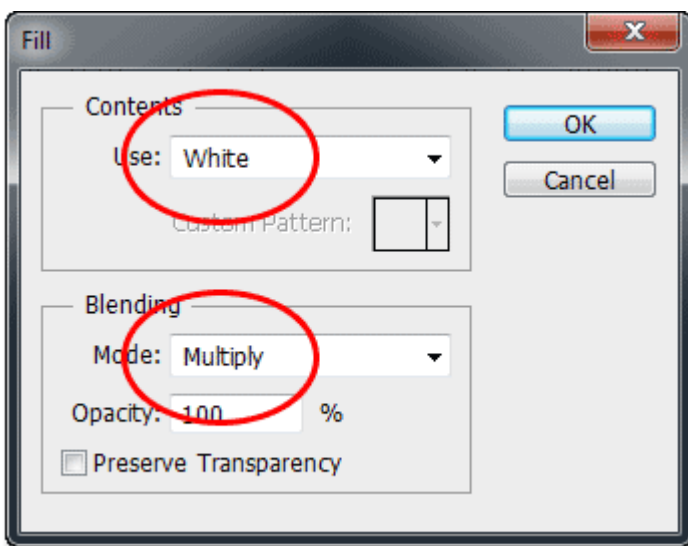 Fill
Contents
Use: White
Custom Pattern:
OK
Cancel
Blending
Mode: Multiply
Opacity: 100 %
Preserve Transparency